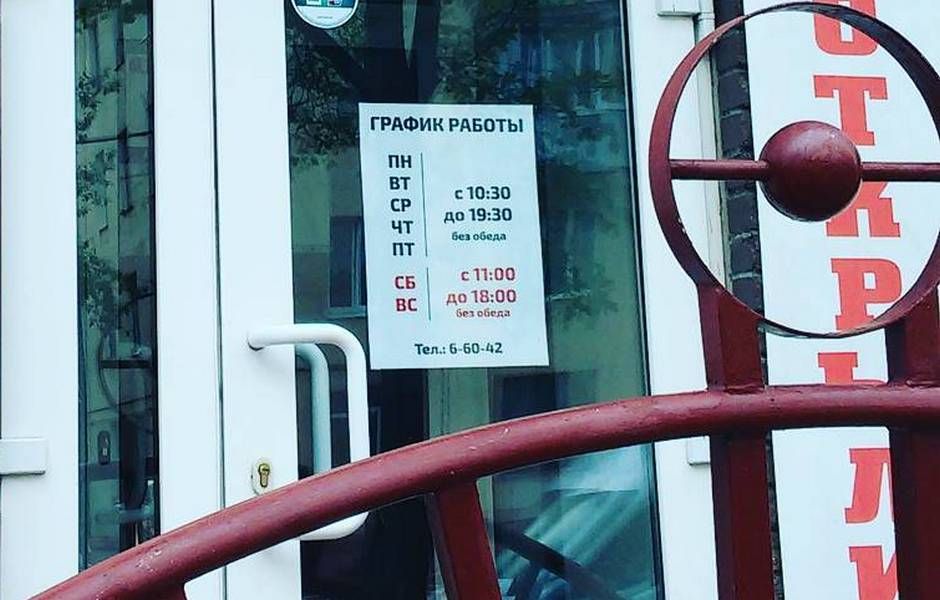 ГРАФИК РАБОТЫ
ПН
ВТ
СР
ЧТ
ПТ
с 10:30
до 19:30
без обеда
СБ
ВС
с 11:00
до 18:00
без обеда
Тел.: 6-60-42
ОТКРЫЛИ